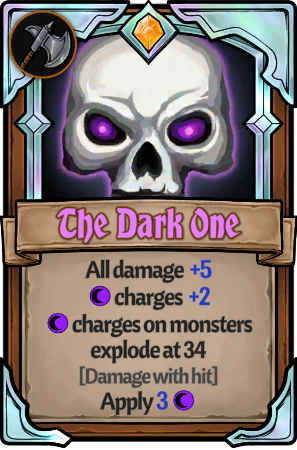 The Dark One
All damage +5
charges +2
charges on monsters
explode at 34
[Damage with hit]
Apply 3